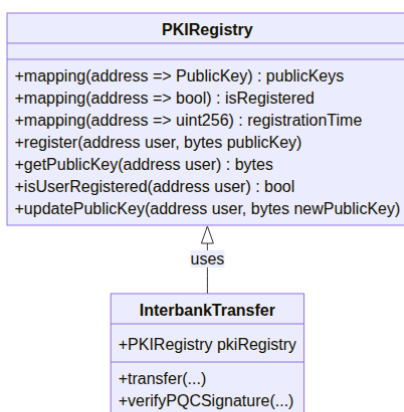 PKIRegistry
+mapping(address => PublicKey) : publicKeys
+mapping(address => bool) : isRegistered
+mapping(address => uint256) : registrationTime
+register(address user, bytes publicKey)
+getPublicKey(address user) : bytes
+isUserRegistered(address user) : bool
+updatePublicKey(address user, bytes newPublicKey)
uses
InterbankTransfer
+PKIRegistry pkiRegistry
+transfer(...)
+verifyPQCSignature(...)